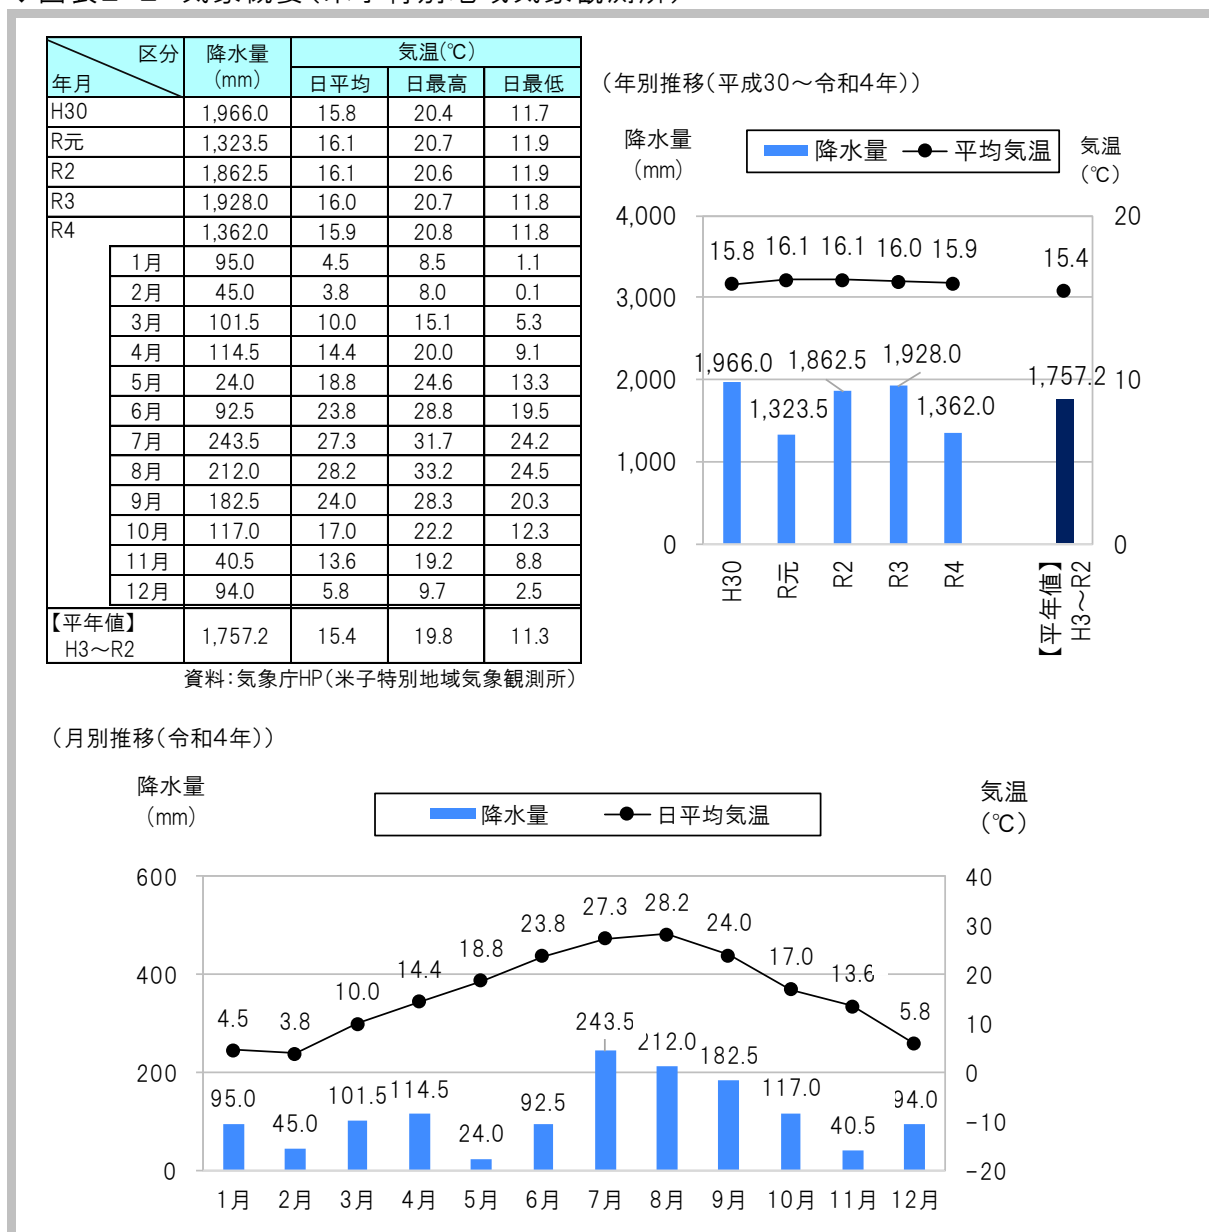 区分 降水量 気温(℃)
年月 (mm) 日平均 日最高 日最低
H30 1,966.0 15.8 20.4 11.7
R元 1,323.5 16.1 20.7 11.9
R2 1,862.5 16.1 20.6 11.9
R3 1,928.0 16.0 20.7 11.8
R4 1,362.0 15.9 20.8 11.8
1月 95.0 4.5 8.5 1.1
2月 45.0 3.8 8.0 0.1
3月 101.5 10.0 15.1 5.3
4月 114.5 14.4 20.0 9.1
5月 24.0 18.8 24.6 13.3
6月 92.5 23.8 28.8 19.5
7月 243.5 27.3 31.7 24.2
8月 212.0 28.2 33.2 24.5
9月 182.5 24.0 28.3 20.3
10月 117.0 17.0 22.2 12.3
11月 40.5 13.6 19.2 8.8
12月 94.0 5.8 9.7 2.5
【平年値】
H3～R2 1,757.2 15.4 19.8 11.3
資料：気象庁HP（米子特別地域気象観測所）
（年別推移（平成30～令和4年））
降水量
（mm）
降水量 平均気温
気温
（℃）
4,000 20
15.8 16.1 16.1 16.0 15.9 15.4
3,000
1,966.0 1,862.5 1,928.0
2,000 1,757.2 10
1,323.5 1,362.0
1,000
0 0
H30 R元 R2 R3 R4 【平年値】
H3～R2
（月別推移（令和4年））
降水量
（mm）
降水量 日平均気温
気温
（℃）
600 40
4.5 3.8 10.0 14.4 18.8 23.8 27.3 28.2 24.0 17.0 13.6 5.8
30
400 20
10
200 0
95.0 45.0 101.5 114.5 24.0 92.5 243.5 212.0 182.5 117.0 40.5 94.0
-10
0 -20
1月 2月 3月 4月 5月 6月 7月 8月 9月 10月 11月 12月